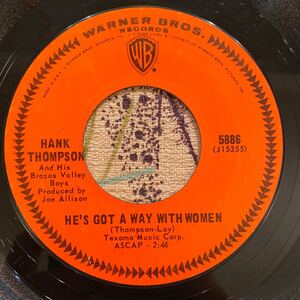 WARNER BROS.
RECORDS
WB
HANK
THOMPSON
And His
Brazos Valley
Boys
Produced by
Joe Allison
5886
(J15355)
HE'S GOT A WAY WITH WOMEN
(Thompson-Lay)
Texoma Music Corp.
ASCAP - 2:46